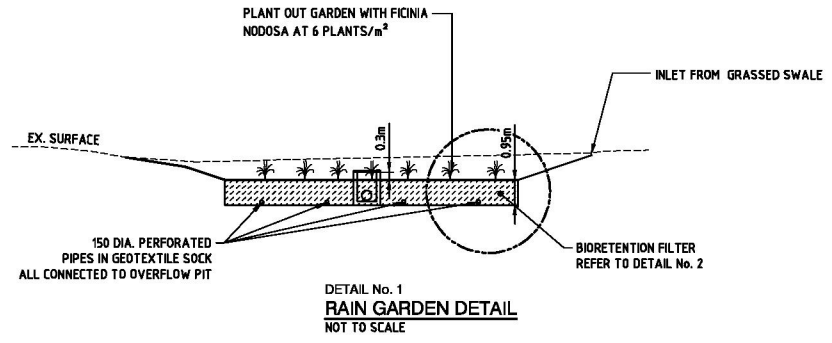 PLANT OUT GARDEN WITH FICINIA
NODOSA AT 6 PLANTS/m²
INLET FROM GRASSED SWALE
EX. SURFACE
0.3m
0.95m
150 DIA. PERFORATED
PIPES IN GEOTEXTILE SOCK
ALL CONNECTED TO OVERFLOW PIT
BIORETENTION FILTER
REFER TO DETAIL No. 2
DETAIL No. 1
RAIN GARDEN DETAIL
NOT TO SCALE